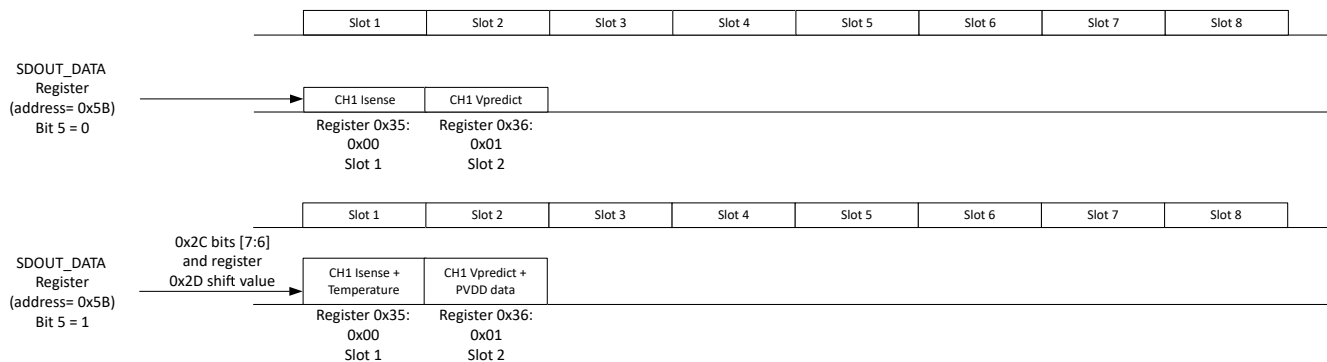 Slot 1 Slot 2 Slot 3 Slot 4 Slot 5 Slot 6 Slot 7 Slot 8
SDOUT_DATA
Register
(address= 0x5B)
Bit 5 = 0
CH1 Isense CH1 Vpredict
Register 0x35: Register 0x36:
0x00 0x01
Slot 1 Slot 2
Slot 1 Slot 2 Slot 3 Slot 4 Slot 5 Slot 6 Slot 7 Slot 8
0x2C bits [7:6]
and register
0x2D shift value
SDOUT_DATA
Register
(address= 0x5B)
Bit 5 = 1
CH1 Isense + CH1 Vpredict +
Temperature PVDD data
Register 0x35: Register 0x36:
0x00 0x01
Slot 1 Slot 2